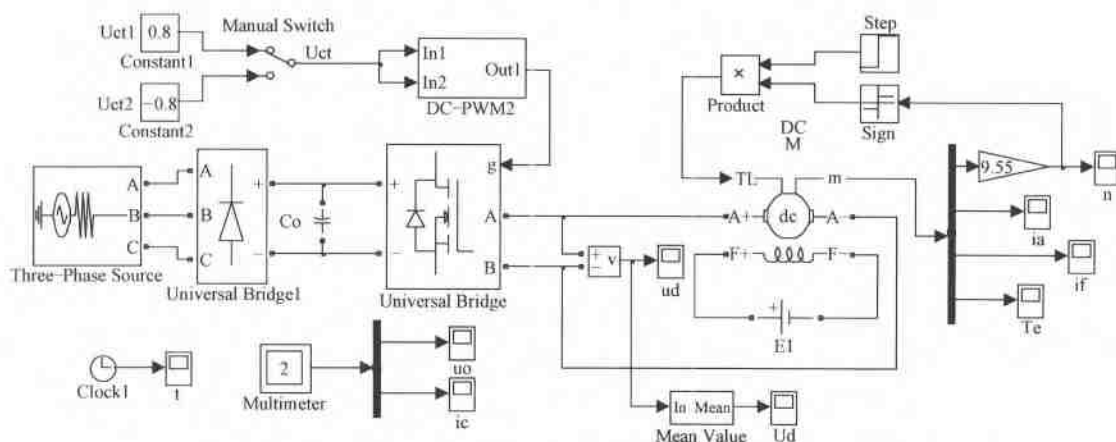 Uct1
0.8
Constant1
Manual Switch
Uct
Uct2
−0.8
Constant2
In1
In2
Out1
DC−PWM2
Step
×
Product
Sign
DC
M
A
B
C
Three−Phase Source
A
B
C
+
−
Universal Bridge1
Co
+
−
g
A
B
Universal Bridge
+
−
v
ud
TL
m
A+
dc
A−
F+
F−
+
E1
9.55
n
ia
if
Te
Clock1
t
2
Multimeter
uo
ic
In Mean
Mean Value
Ud